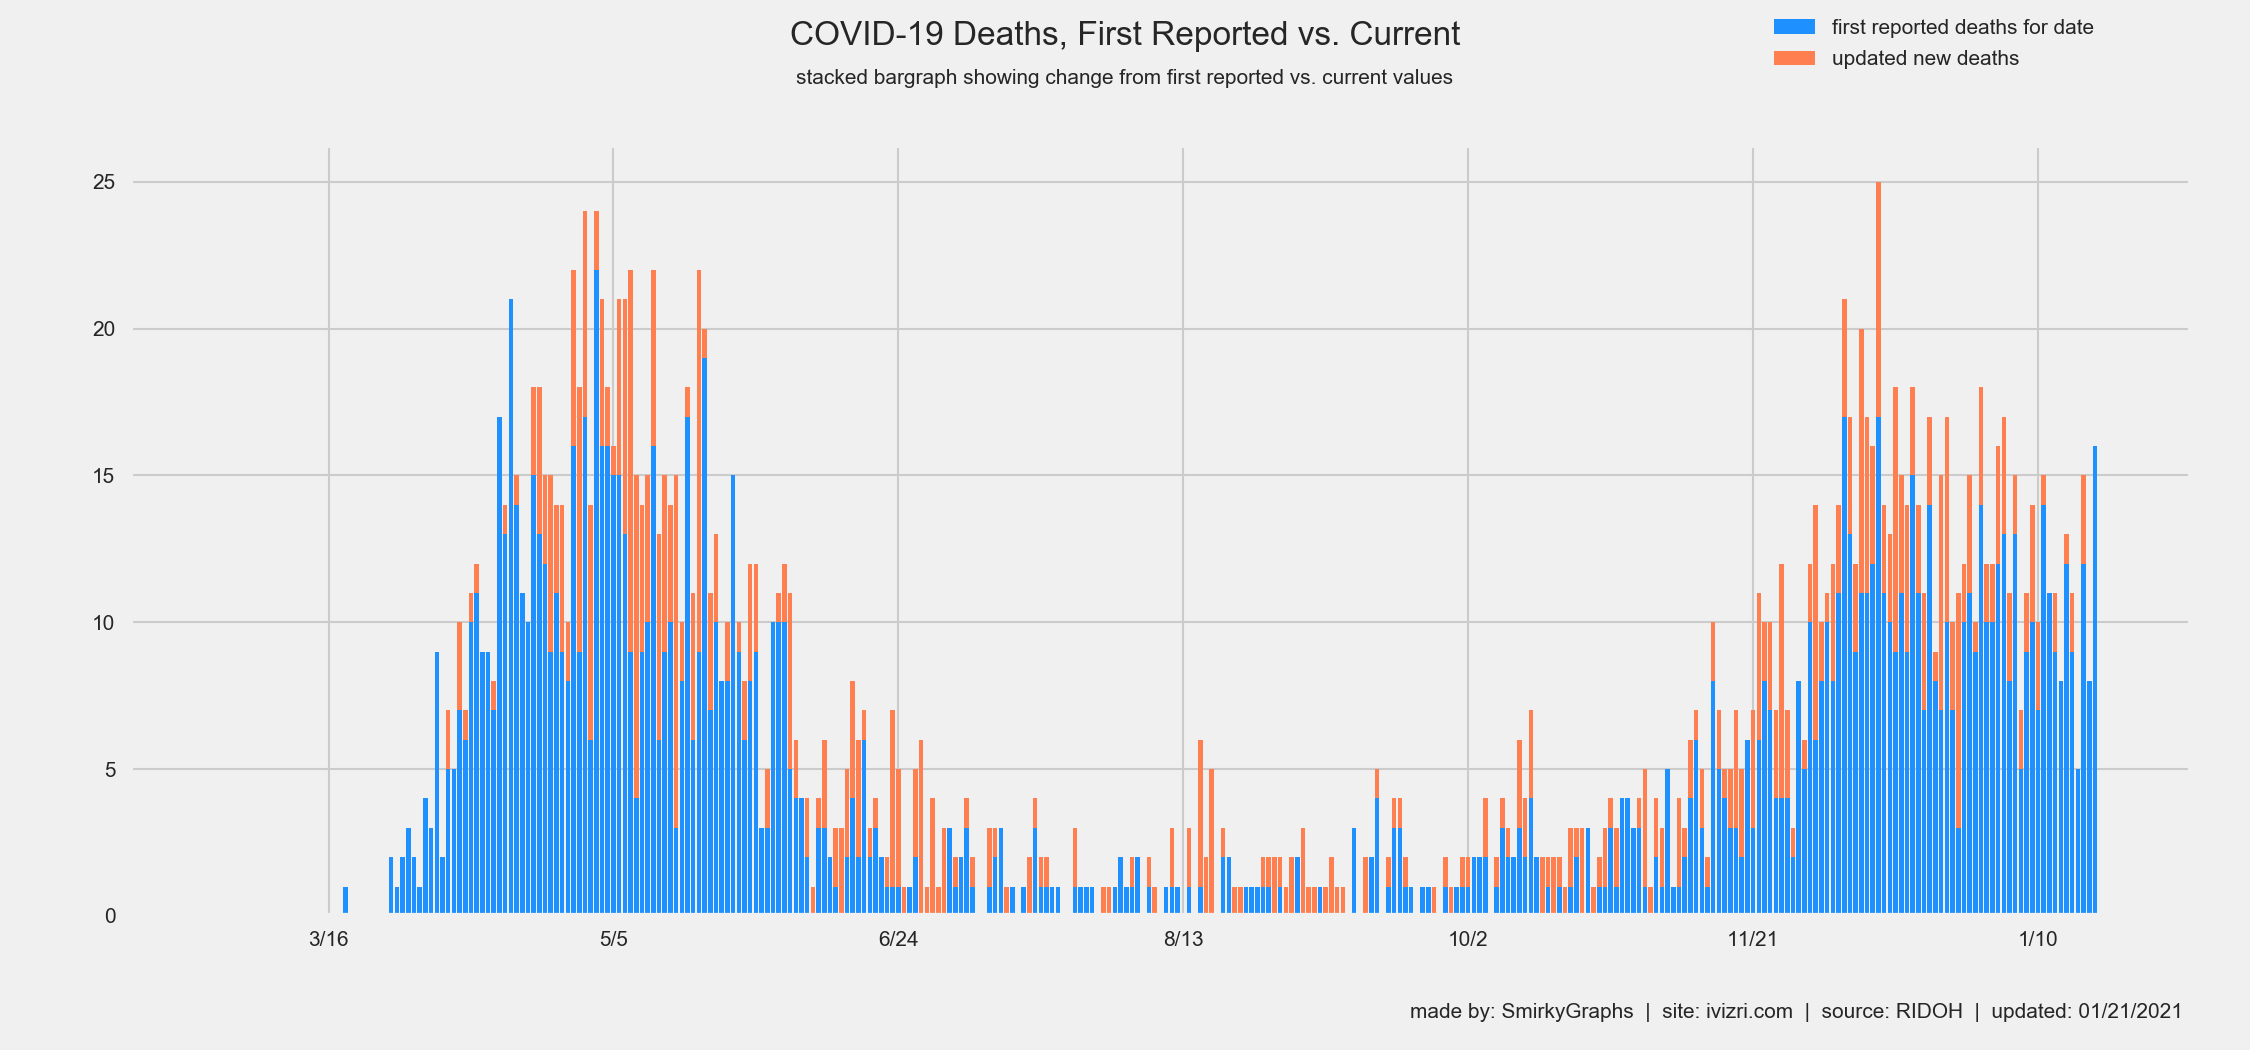 COVID-19 Deaths, First Reported vs. Current
stacked bargraph showing change from first reported vs. current values
first reported deaths for date
updated new deaths
25
20
15
10
5
0
3/16 5/5 6/24 8/13 10/2 11/21 1/10
made by: SmirkyGraphs | site: ivizri.com | source: RIDOH | updated: 01/21/2021